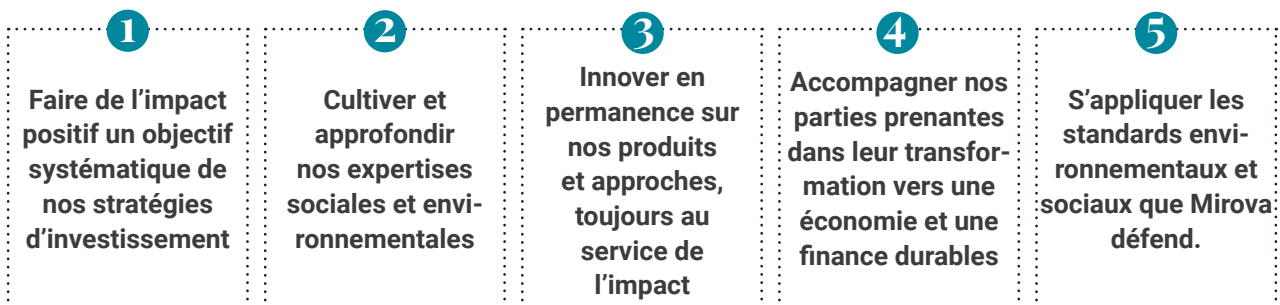 1
Faire de l’impact
positif un objectif
systématique de
nos stratégies
d’investissement
2
Cultiver et
approfondir
nos expertises
sociales et envi-
ronnementales
3
Innover en
permanence sur
nos produits
et approches,
toujours au
service de
l’impact
4
Accompagner nos
parties prenantes
dans leur transfor-
mation vers une
économie et une
finance durables
5
S’appliquer les
standards envi-
ronnementaux et
sociaux que Mirova
défend.